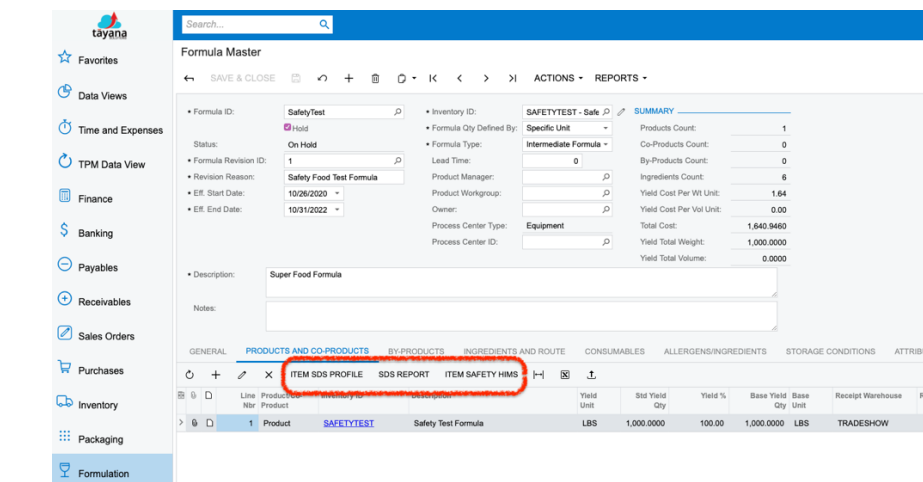 tayana
Search...
Favorites
Data Views
Time and Expenses
TPM Data View
Finance
Banking
Payables
Receivables
Sales Orders
Purchases
Inventory
Packaging
Formulation
Formula Master
SAVE & CLOSE ACTIONS REPORTS
Formula ID: SafetyTest
Hold
Status: On Hold
Formula Revision ID: 1
Revision Reason: Safety Food Test Formula
Eff. Start Date: 10/26/2020
Eff. End Date: 10/31/2022
Inventory ID: SAFETYTEST - Safe
Formula Qty Defined By: Specific Unit
Formula Type: Intermediate Formula
Lead Time: 0
Product Manager:
Product Workgroup:
Owner:
Process Center Type: Equipment
Process Center ID:
SUMMARY
Products Count: 1
Co-Products Count: 0
By-Products Count: 0
Ingredients Count: 6
Yield Cost Per Wt Unit: 1.64
Yield Cost Per Vol Unit: 0.00
Total Cost: 1,640.9460
Yield Total Weight: 1,000.0000
Yield Total Volume: 0.0000
Description: Super Food Formula
Notes:
GENERAL PRODUCTS AND CO-PRODUCTS BY-PRODUCTS INGREDIENTS AND ROUTE CONSUMABLES ALLERGENS/INGREDIENTS STORAGE CONDITIONS ATTRIB
ITEM SDS PROFILE SDS REPORT ITEM SAFETY HIMS
Line Nbr Product/Co Product Inventory ID Description Yield Unit Std Yield Qty Yield % Base Yield Qty Base Unit Receipt Warehouse
1 Product SAFETYTEST Safety Test Formula LBS 1,000.0000 100.00 1,000.0000 LBS TRADESHOW